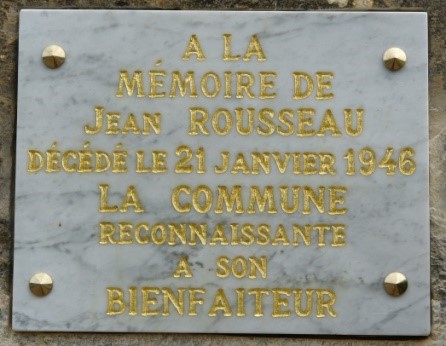 A LA
MÉMOIRE DE
JEAN ROUSSEAU
DÉCÉDÉ LE 21 JANVIER 1946
LA COMMUNE
RECONNAISSANTE
A SON
BIENFAITEUR